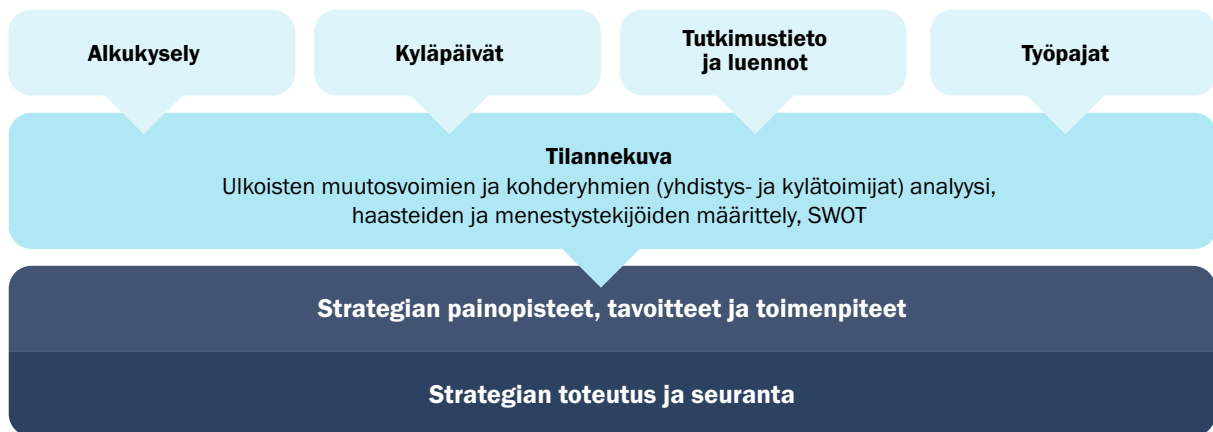 Alkukysely
Kyläpäivät
Tutkimustieto
ja luennot
Työpajat
Tilannekuva
Ulkoisten muutosvoimien ja kohderyhmien (yhdistys- ja kylätoimijat) analyysi,
haasteiden ja menestystekijöiden määrittely, SWOT
Strategian painopisteet, tavoitteet ja toimenpiteet
Strategian toteutus ja seuranta